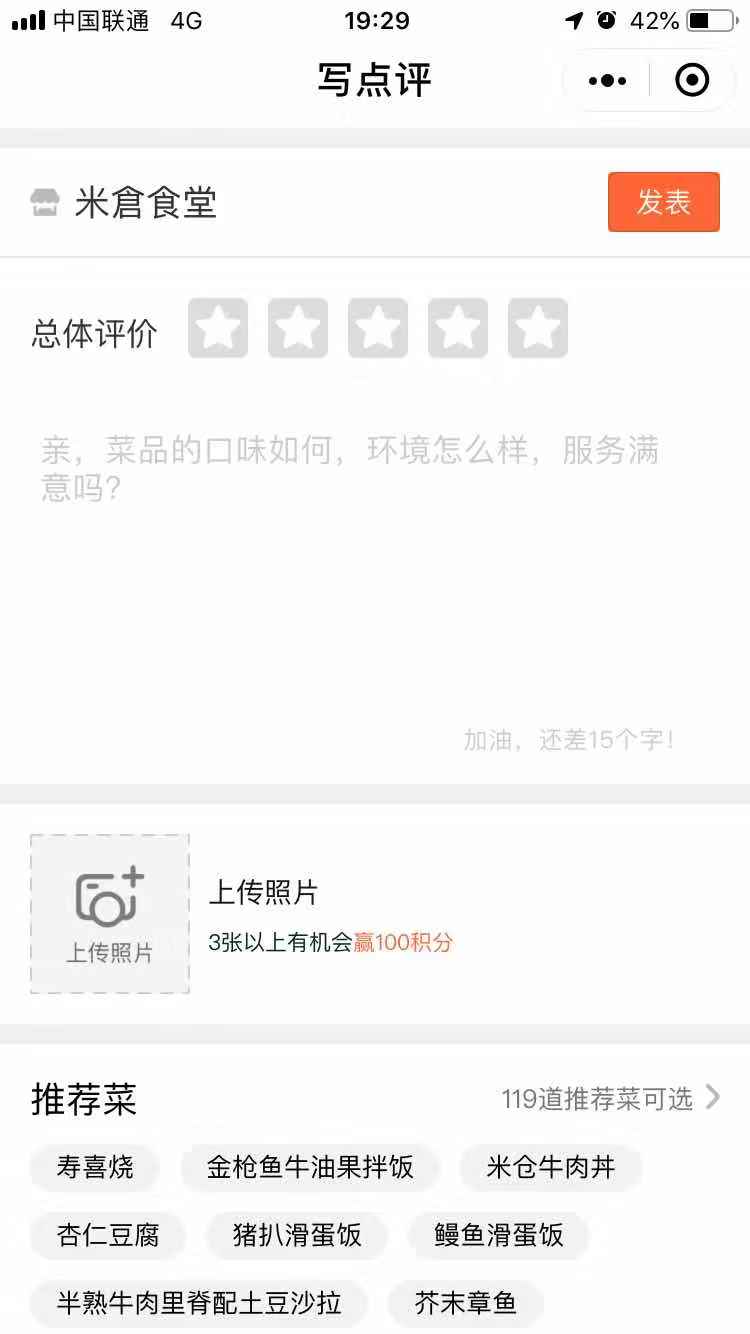 中国联通 4G 19:29 42%
写点评
米倉食堂 发表
总体评价
亲，菜品的口味如何，环境怎么样，服务满
意吗？
加油，还差15个字！
上传照片
上传照片
3张以上有机会赢100积分
推荐菜 119道推荐菜可选
寿喜烧 金枪鱼牛油果拌饭 米仓牛肉丼
杏仁豆腐 猪扒滑蛋饭 鳗鱼滑蛋饭
半熟牛肉里脊配土豆沙拉 芥末章鱼